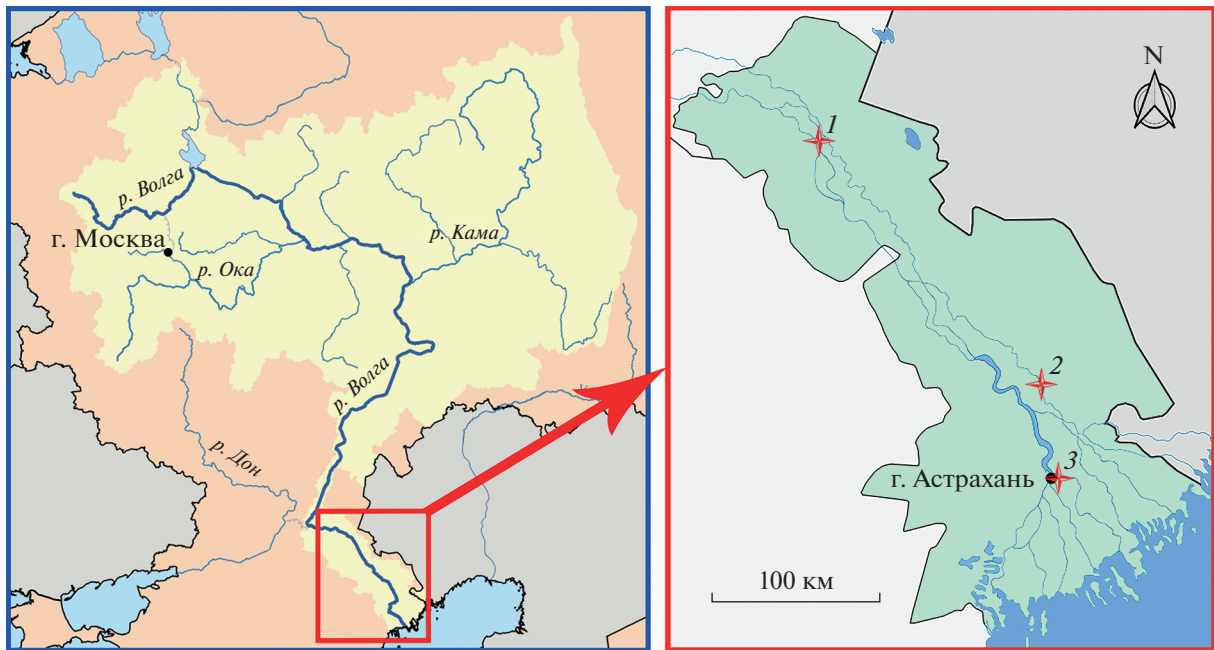 р. Волга
г. Москва
р. Ока
р. Кама
р. Волга
р. Дон
N
1
2
3
г. Астрахань
100 км